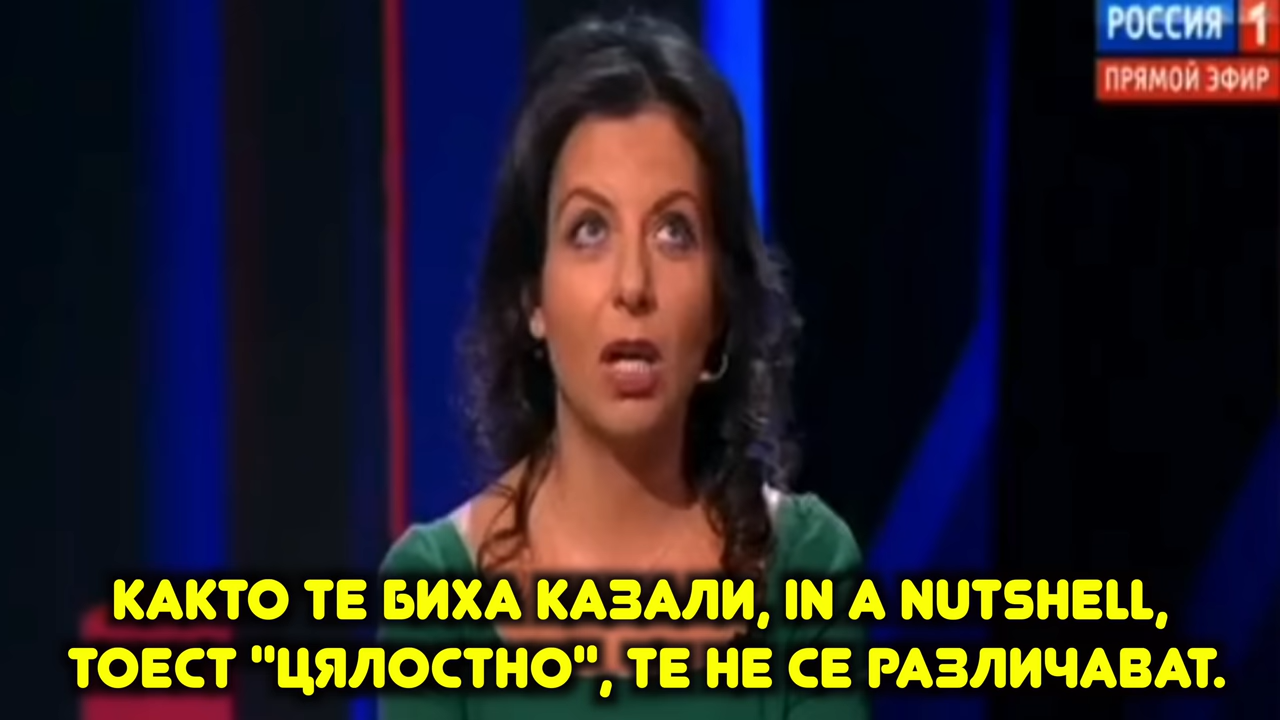 РОССИЯ 1
ПРЯМОЙ ЭФИР
КАКТО ТЕ БИХА КАЗАЛИ, IN A NUTSHELL,
ТОЕСТ "ЦЯЛОСТНО", ТЕ НЕ СЕ РАЗЛИЧАВАТ.